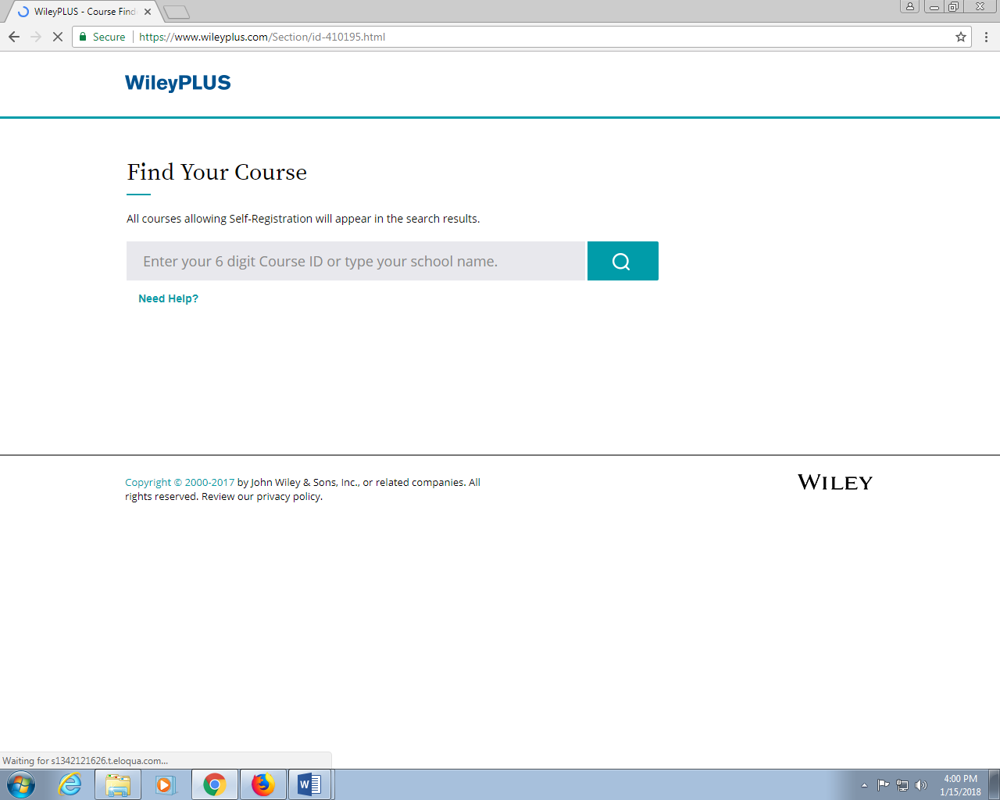 WileyPLUS - Course Find
Secure
https://www.wileyplus.com/Section/id-410195.html
WileyPLUS
Find Your Course
All courses allowing Self-Registration will appear in the search results.
Enter your 6 digit Course ID or type your school name.
Need Help?
Copyright © 2000-2017 by John Wiley & Sons, Inc., or related companies. All
rights reserved. Review our privacy policy.
WILEY
Waiting for s1342121626.t.eloqua.com...
4:00 PM
1/15/2018